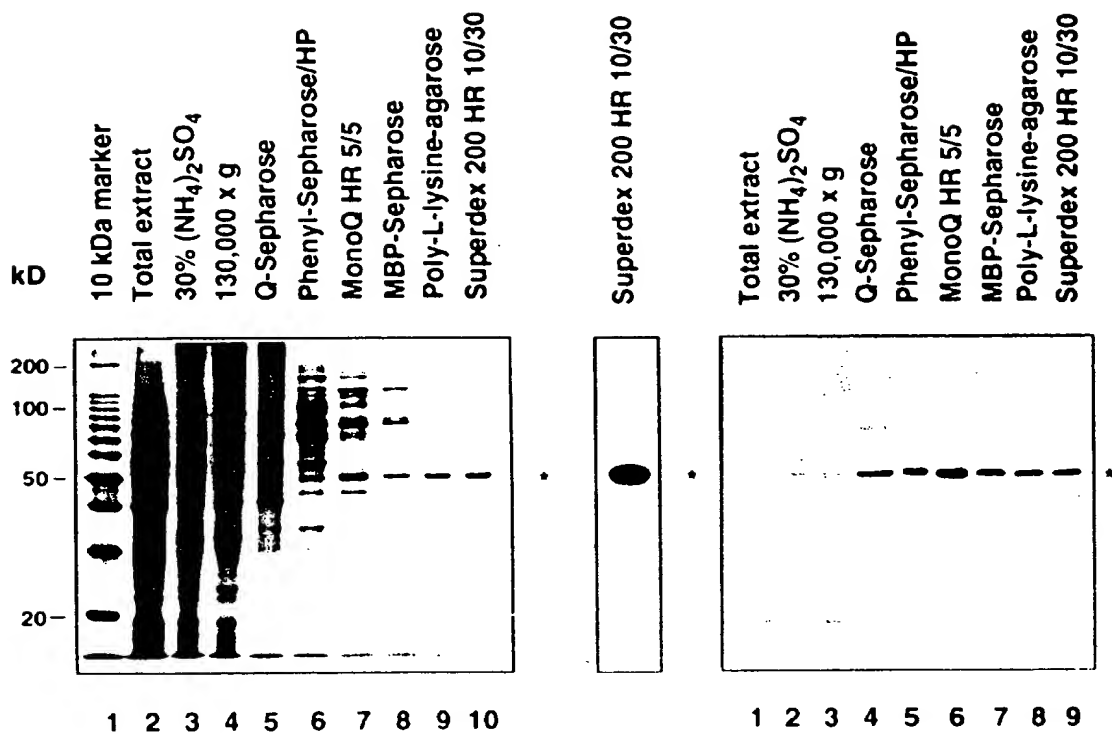 kD
10 kDa marker
Total extract
30% (NH4)2SO4
130,000 x g
Q-Sepharose
Phenyl-Sepharose/HP
MonoQ HR 5/5
MBP-Sepharose
Poly-L-lysine-agarose
Superdex 200 HR 10/30
200 –
100 –
50 –
20 –
*
1 2 3 4 5 6 7 8 9 10
Superdex 200 HR 10/30
*
Total extract
30% (NH4)2SO4
130,000 x g
Q-Sepharose
Phenyl-Sepharose/HP
MonoQ HR 5/5
MBP-Sepharose
Poly-L-lysine-agarose
Superdex 200 HR 10/30
*
1 2 3 4 5 6 7 8 9